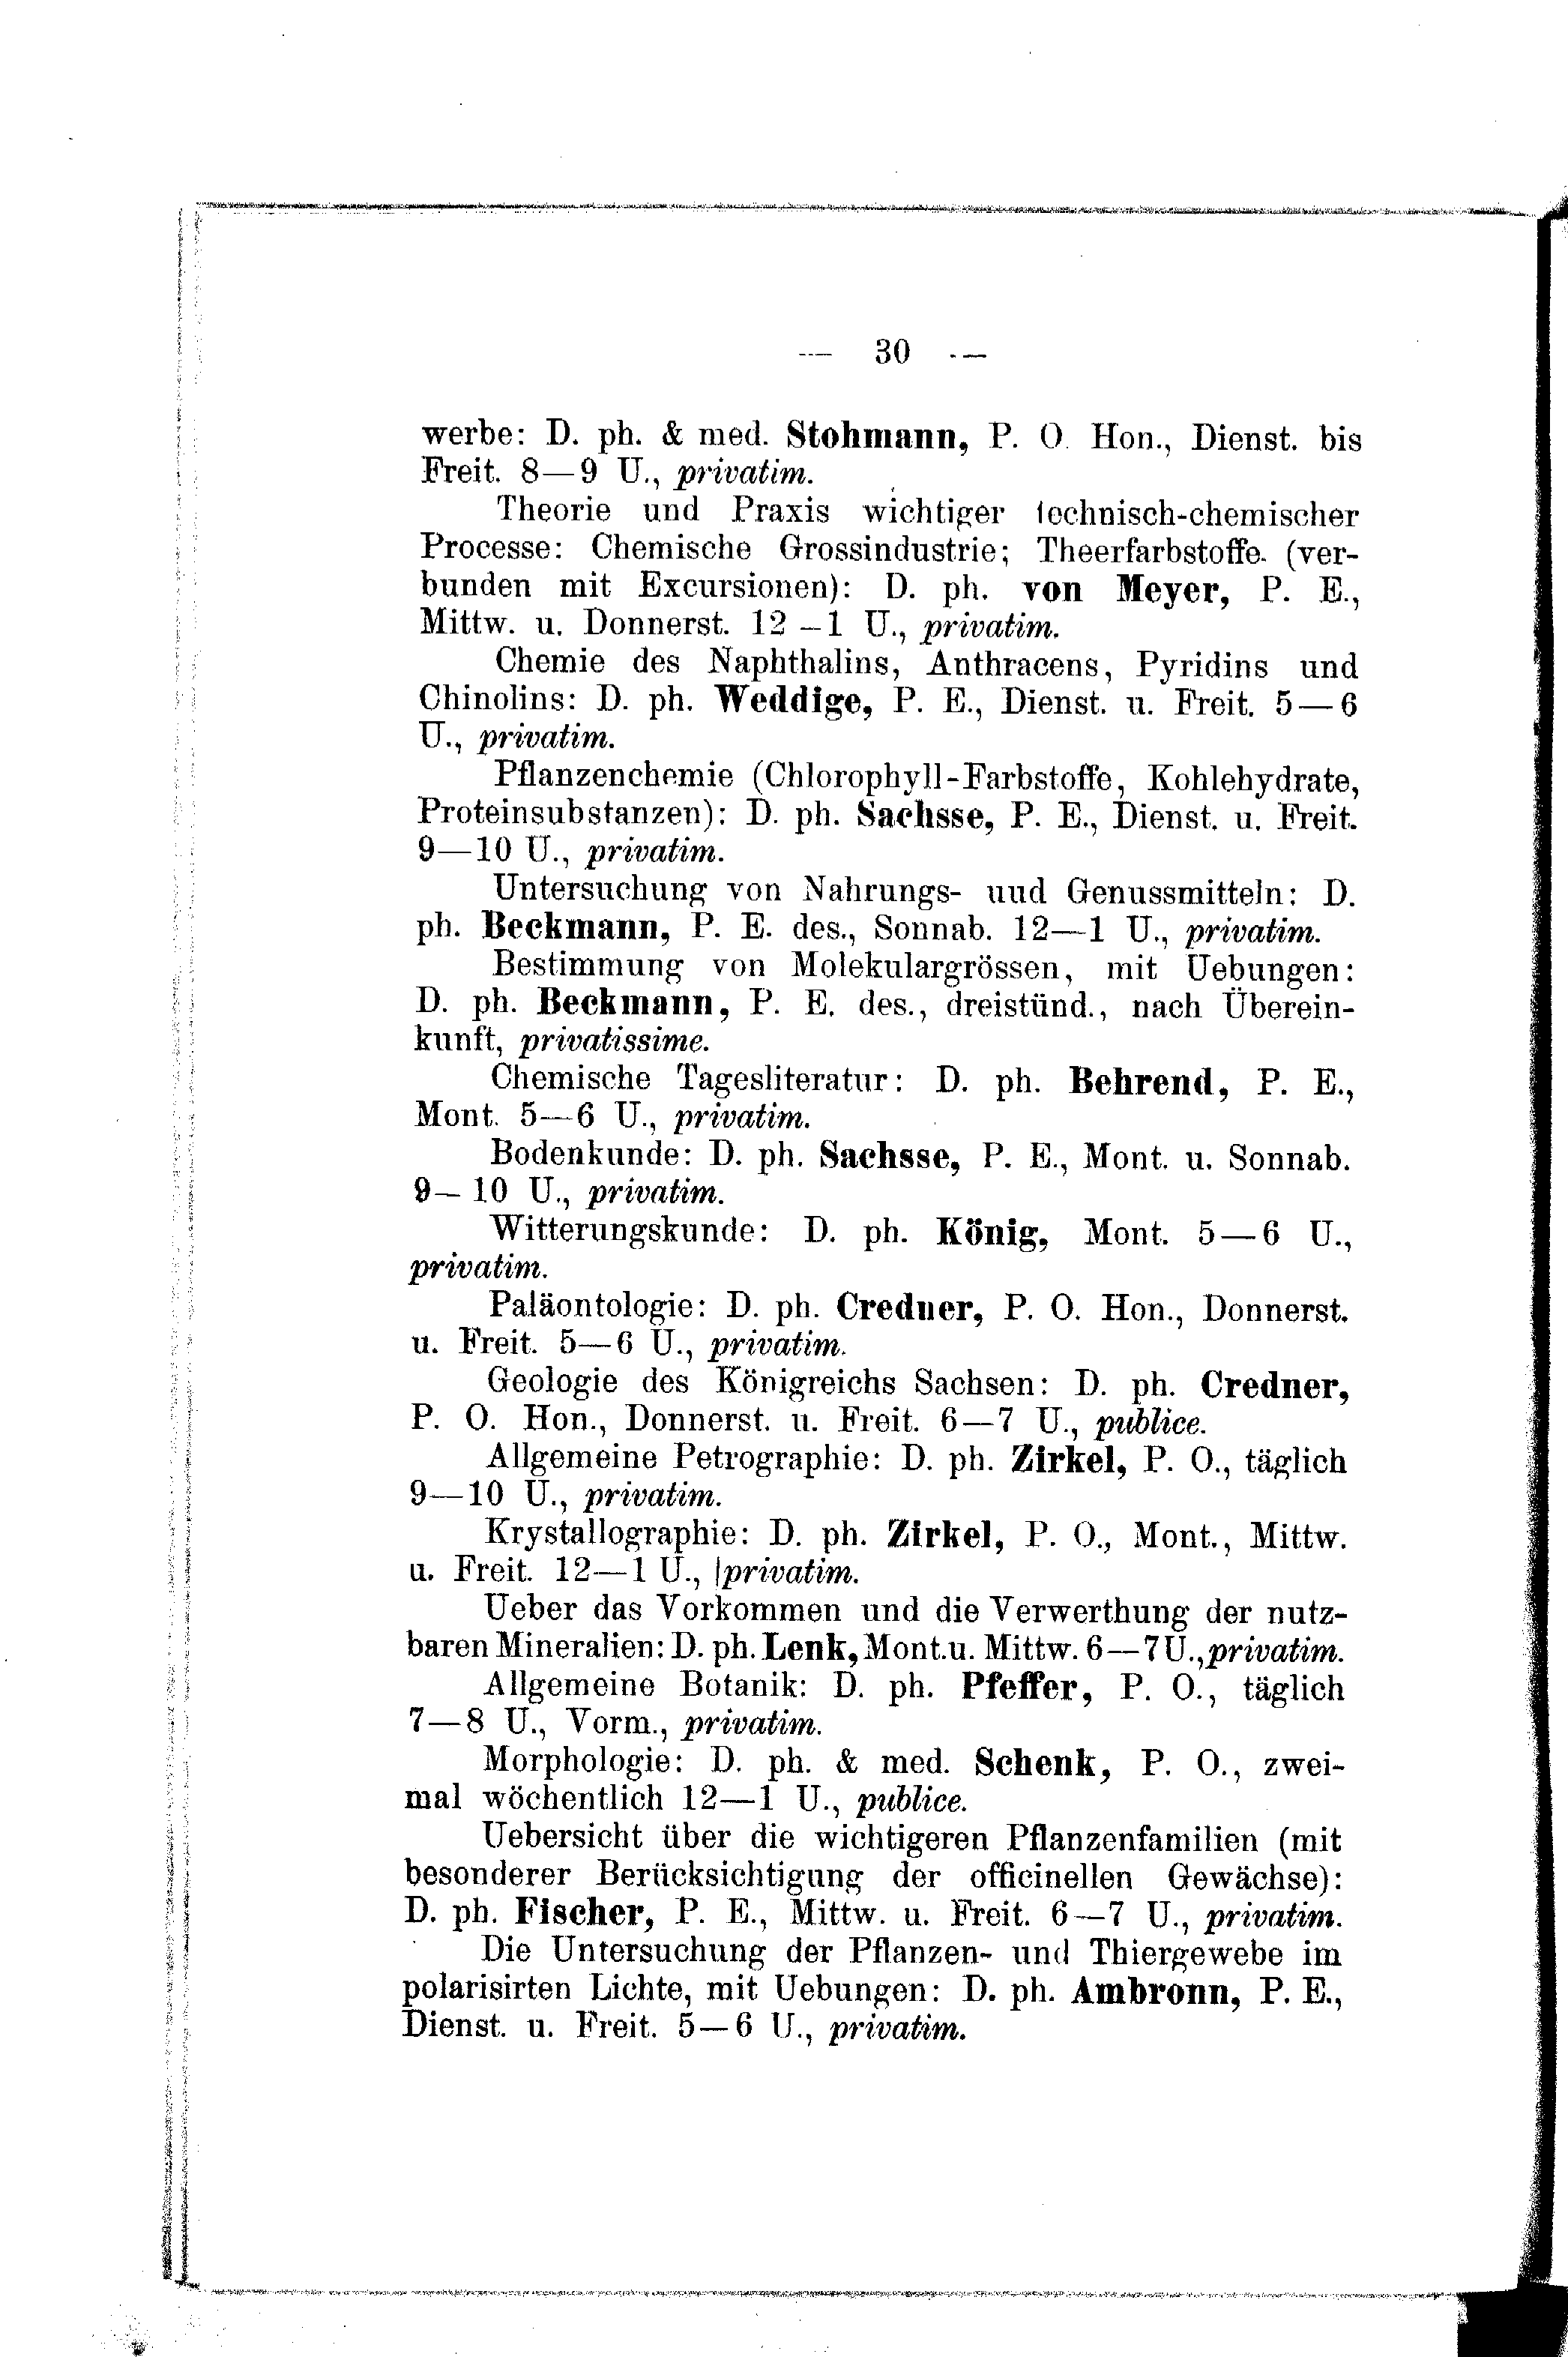 — 30 —
werbe: D. ph. & med. Stohmann, P. O. Hon., Dienst. bis
Freit. 8—9 U., privatim.
Theorie und Praxis wichtiger technisch-chemischer
Processe: Chemische Grossindustrie; Theerfarbstoffe. (ver-
bunden mit Excursionen): D. ph. von Meyer, P. E.,
Mittw. u. Donnerst. 12—1 U., privatim.
Chemie des Naphthalins, Anthracens, Pyridins und
Chinolins: D. ph. Weddige, P. E., Dienst. u. Freit. 5—6
U., privatim.
Pflanzenchemie (Chlorophyll-Farbstoffe, Kohlehydrate,
Proteinsubstanzen): D. ph. Sachsse, P. E., Dienst. u. Freit.
9—10 U., privatim.
Untersuchung von Nahrungs- uud Genussmitteln: D.
ph. Beckmann, P. E. des., Sonnab. 12—1 U., privatim.
Bestimmung von Molekulargrössen, mit Uebungen:
D. ph. Beckmann, P. E. des., dreistünd., nach Überein-
kunft, privatissime.
Chemische Tagesliteratur: D. ph. Behrend, P. E.,
Mont. 5—6 U., privatim.
Bodenkunde: D. ph. Sachsse, P. E., Mont. u. Sonnab.
9—10 U., privatim.
Witterungskunde: D. ph. König, Mont. 5—6 U.,
privatim.
Paläontologie: D. ph. Credner, P. O. Hon., Donnerst.
u. Freit. 5—6 U., privatim.
Geologie des Königreichs Sachsen: D. ph. Credner,
P. O. Hon., Donnerst. u. Freit. 6—7 U., publice.
Allgemeine Petrographie: D. ph. Zirkel, P. O., täglich
9—10 U., privatim.
Krystallographie: D. ph. Zirkel, P. O., Mont., Mittw.
u. Freit. 12—1 U., privatim.
Ueber das Vorkommen und die Verwerthung der nutz-
baren Mineralien: D. ph. Lenk, Mont. u. Mittw. 6—7 U., privatim.
Allgemeine Botanik: D. ph. Pfeffer, P. O., täglich
7—8 U., Vorm., privatim.
Morphologie: D. ph. & med. Schenk, P. O., zwei-
mal wöchentlich 12—1 U., publice.
Uebersicht über die wichtigeren Pflanzenfamilien (mit
besonderer Berücksichtigung der officinellen Gewächse):
D. ph. Fischer, P. E., Mittw. u. Freit. 6—7 U., privatim.
Die Untersuchung der Pflanzen- und Thiergewebe im
polarisirten Lichte, mit Uebungen: D. ph. Ambronn, P. E.,
Dienst. u. Freit. 5—6 U., privatim.